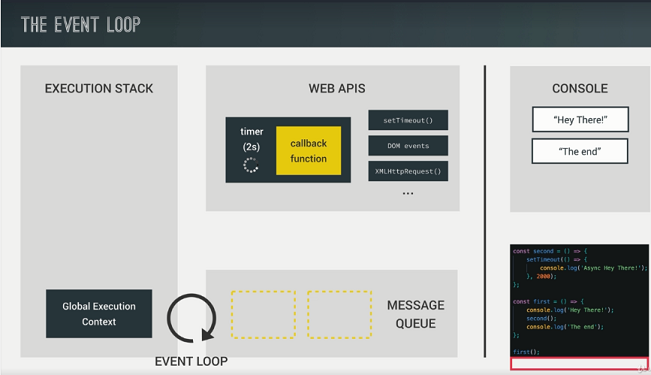 THE EVENT LOOP
EXECUTION STACK
Global Execution
Context
WEB APIS
timer
(2s)
callback
function
setTimeout()
DOM events
XMLHttpRequest()
...
EVENT LOOP
MESSAGE
QUEUE
CONSOLE
“Hey There!”
“The end”
const second = () => {
setTimeout(() => {
console.log('Async Hey There!');
}, 2000);
};
const first = () => {
console.log('Hey There!');
second();
console.log('The end');
};
first();